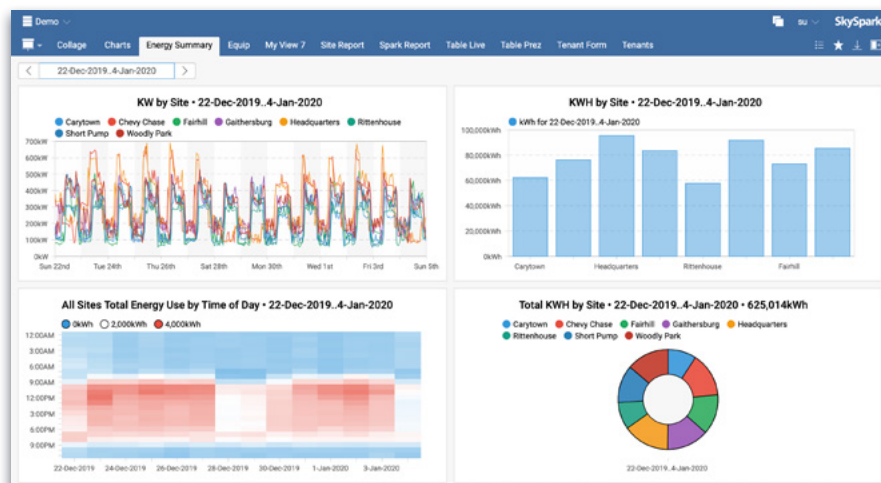 Demo
su
SkySpark
Collage Charts Energy Summary Equip My View 7 Site Report Spark Report Table Live Table Prez Tenant Form Tenants
22-Dec-2019..4-Jan-2020
KW by Site • 22-Dec-2019..4-Jan-2020
Carytown Chevy Chase Fairhill Gaithersburg Headquarters Rittenhouse
Short Pump Woodly Park
700kW
600kW
500kW
400kW
300kW
200kW
100kW
0kW
Sun 22nd Tue 24th Thu 26th Sat 28th Mon 30th Wed 1st Fri 3rd Sun 5th
KWH by Site • 22-Dec-2019..4-Jan-2020
kWh for 22-Dec-2019..4-Jan-2020
100,000kWh
80,000kWh
60,000kWh
40,000kWh
20,000kWh
0kWh
Carytown Headquarters Rittenhouse Fairhill
All Sites Total Energy Use by Time of Day • 22-Dec-2019..4-Jan-2020
0kWh 2,000kWh 4,000kWh
12:00AM
3:00AM
6:00AM
9:00AM
12:00PM
3:00PM
6:00PM
9:00PM
22-Dec-2019 24-Dec-2019 26-Dec-2019 28-Dec-2019 30-Dec-2019 1-Jan-2020 3-Jan-2020
Total KWH by Site • 22-Dec-2019..4-Jan-2020 • 625,014kWh
Carytown Chevy Chase Fairhill Gaithersburg Headquarters
Rittenhouse Short Pump Woodly Park
22-Dec-2019..4-Jan-2020